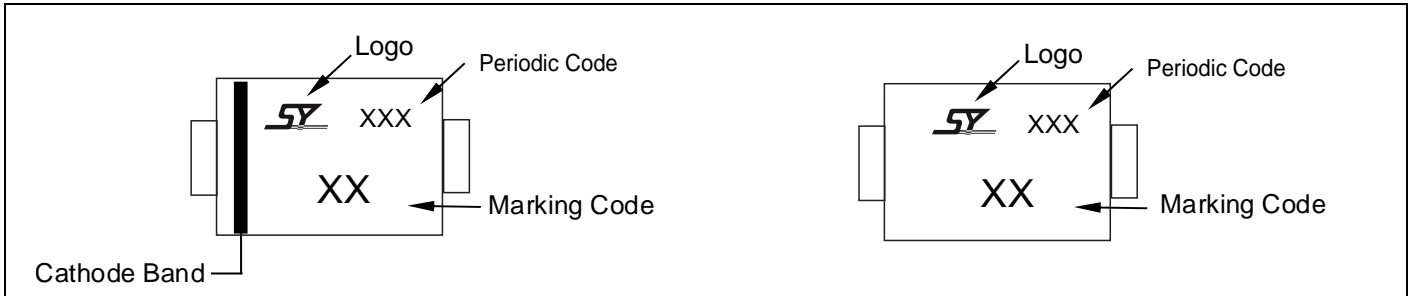 Logo
Periodic Code
SY
XXX
XX
Marking Code
Cathode Band
Logo
Periodic Code
SY
XXX
XX
Marking Code